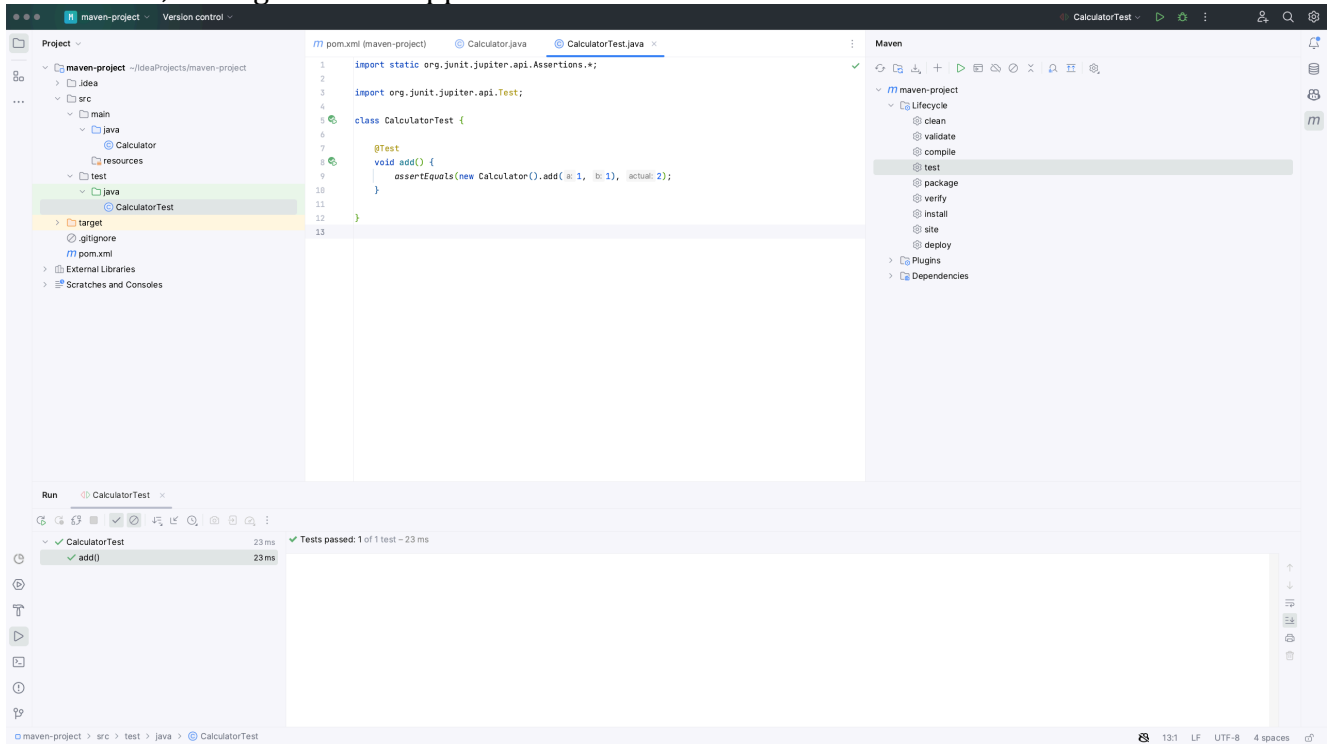 maven-project
Version control
CalculatorTest
Project
maven-project ~/IdeaProjects/maven-project
.idea
src
main
java
Calculator
resources
test
java
CalculatorTest
target
.gitignore
pom.xml
External Libraries
Scratches and Consoles
pom.xml (maven-project)
Calculator.java
CalculatorTest.java
1 import static org.junit.jupiter.api.Assertions.*;
2
3 import org.junit.jupiter.api.Test;
4
5 class CalculatorTest {
6
7 @Test
8 void add() {
9 assertEquals(new Calculator().add( a: 1, b: 1), actual: 2);
10 }
11
12 }
13
Maven
maven-project
Lifecycle
clean
validate
compile
test
package
verify
install
site
deploy
Plugins
Dependencies
Run
CalculatorTest
CalculatorTest 23 ms
add() 23 ms
Tests passed: 1 of 1 test – 23 ms
maven-project > src > test > java > CalculatorTest
13:1 LF UTF-8 4 spaces